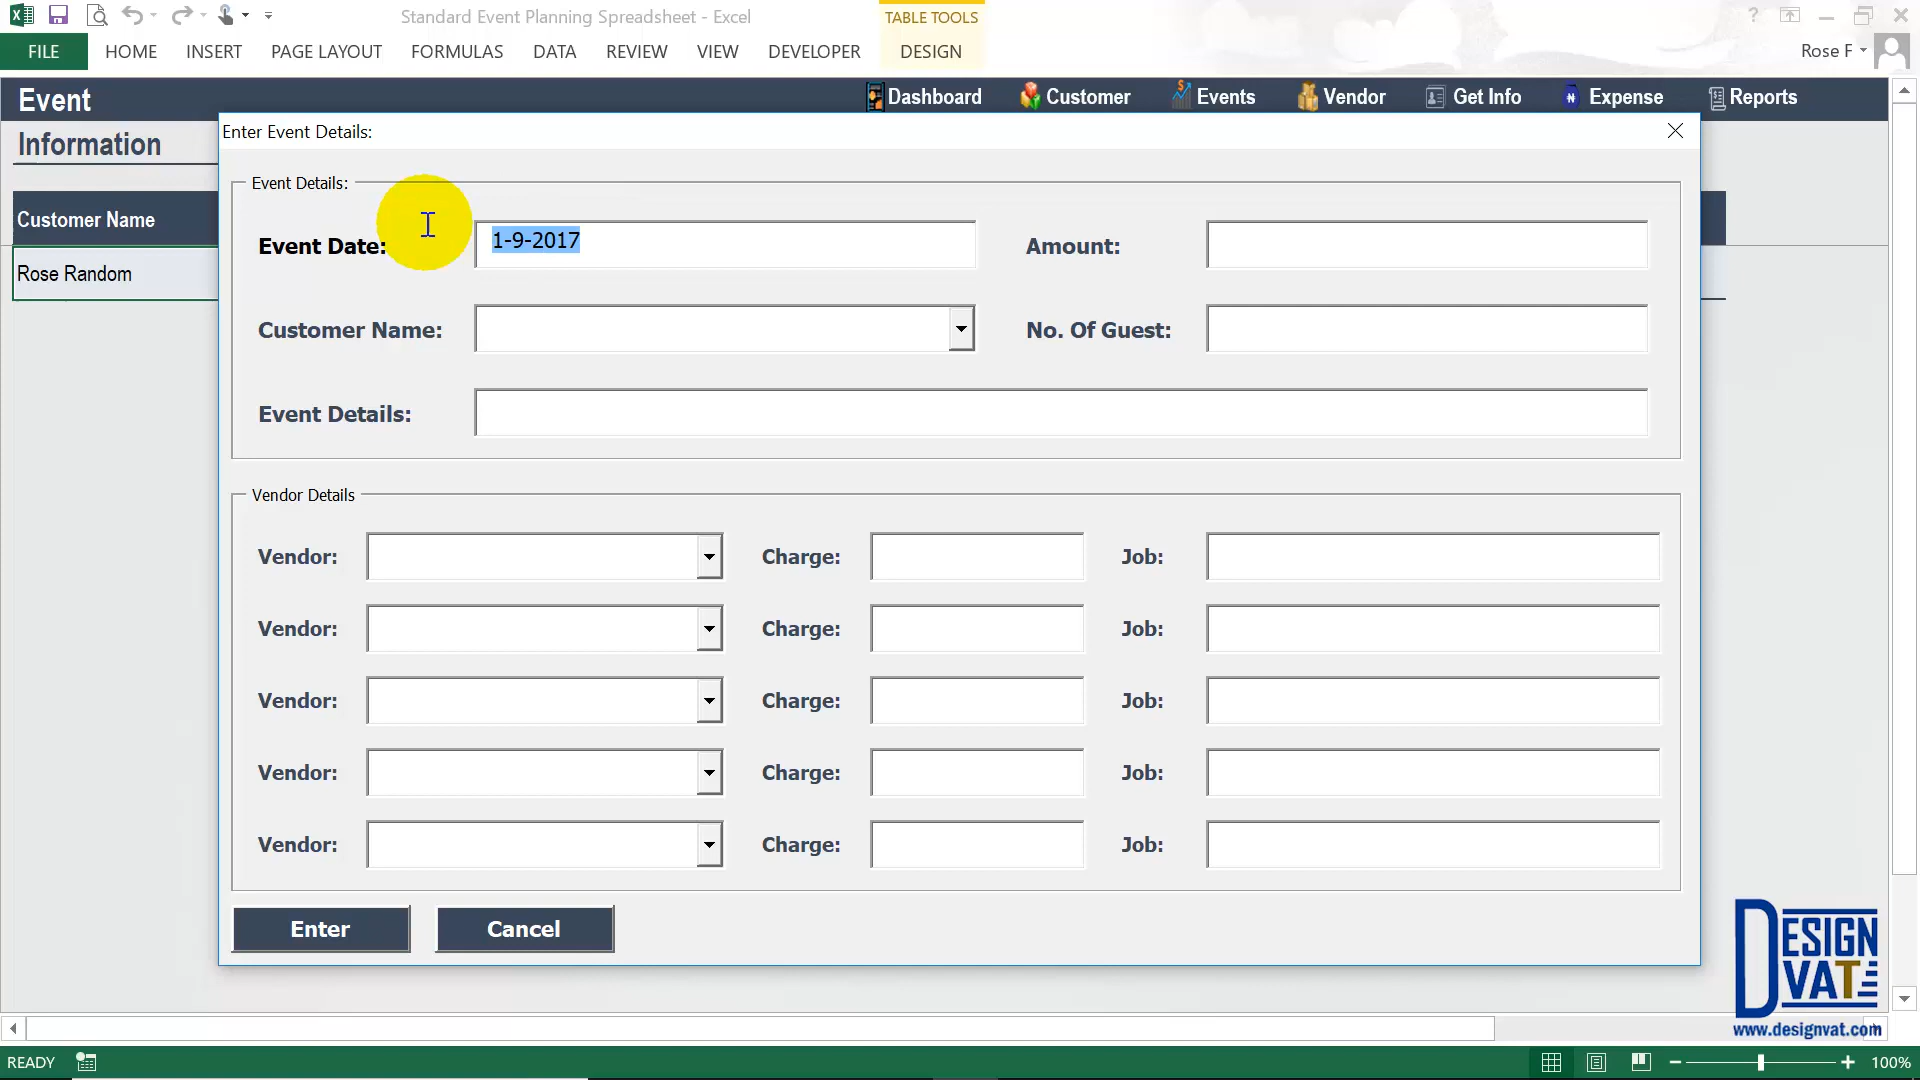 Standard Event Planning Spreadsheet - Excel
TABLE TOOLS
?
FILE HOME INSERT PAGE LAYOUT FORMULAS DATA REVIEW VIEW DEVELOPER DESIGN Rose F
Event Dashboard Customer Events Vendor Get Info Expense Reports
Information
Enter Event Details:
Customer Name
Rose Random
Event Details:
Event Date: 1-9-2017 Amount:
Customer Name: No. Of Guest:
Event Details:
Vendor Details
Vendor: Charge: Job:
Vendor: Charge: Job:
Vendor: Charge: Job:
Vendor: Charge: Job:
Vendor: Charge: Job:
Enter Cancel
DESIGN
VAT
www.designvat.com
READY 100%